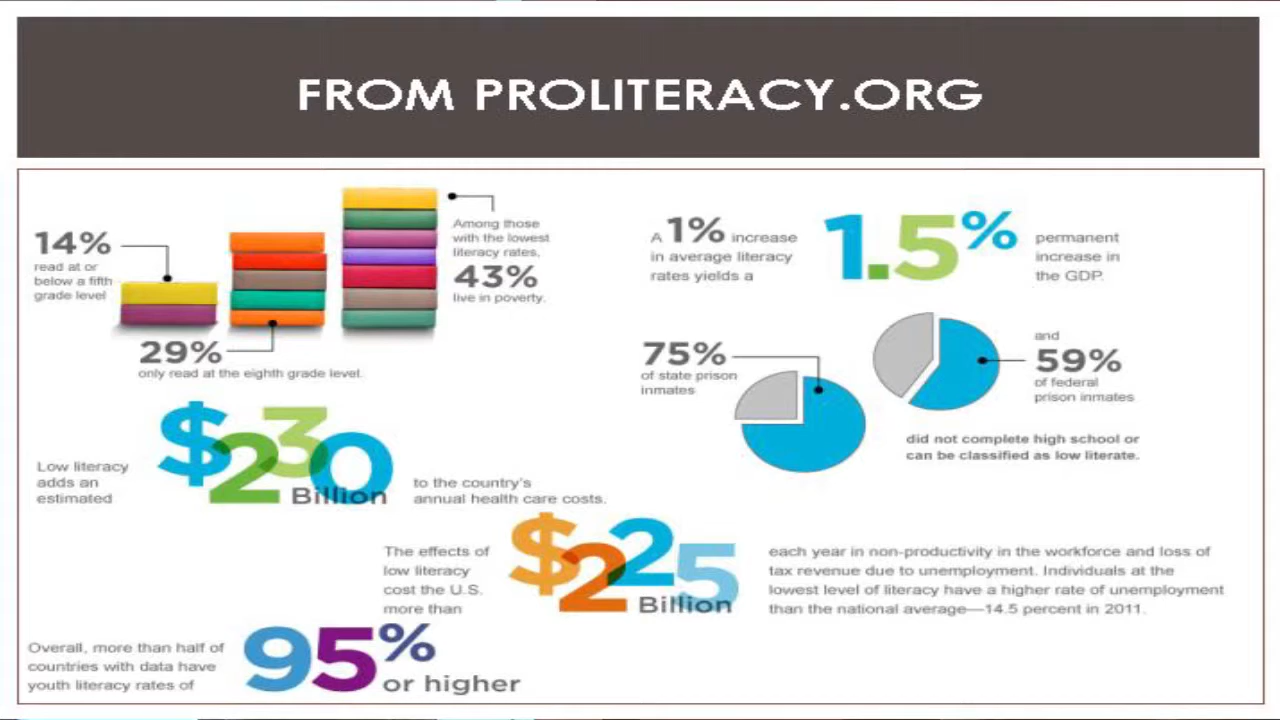 FROM PROLITERACY.ORG
14%
read at or
below a fifth
grade level
29%
only read at the eighth grade level.
Among those
with the lowest
literacy rates,
43%
live in poverty.
A 1% increase
in average literacy
rates yields a
1.5%
permanent
increase in
the GDP.
75%
of state prison
inmates
and
59%
of federal
prison inmates
did not complete high school or
can be classified as low literate.
Low literacy
adds an
estimated
$230
Billion
to the country's
annual health care costs.
The effects of
low literacy
cost the U.S.
more than
$225
Billion
each year in non-productivity in the workforce and loss of
tax revenue due to unemployment. Individuals at the
lowest level of literacy have a higher rate of unemployment
than the national average—14.5 percent in 2011.
Overall, more than half of
countries with data have
youth literacy rates of
95%
or higher